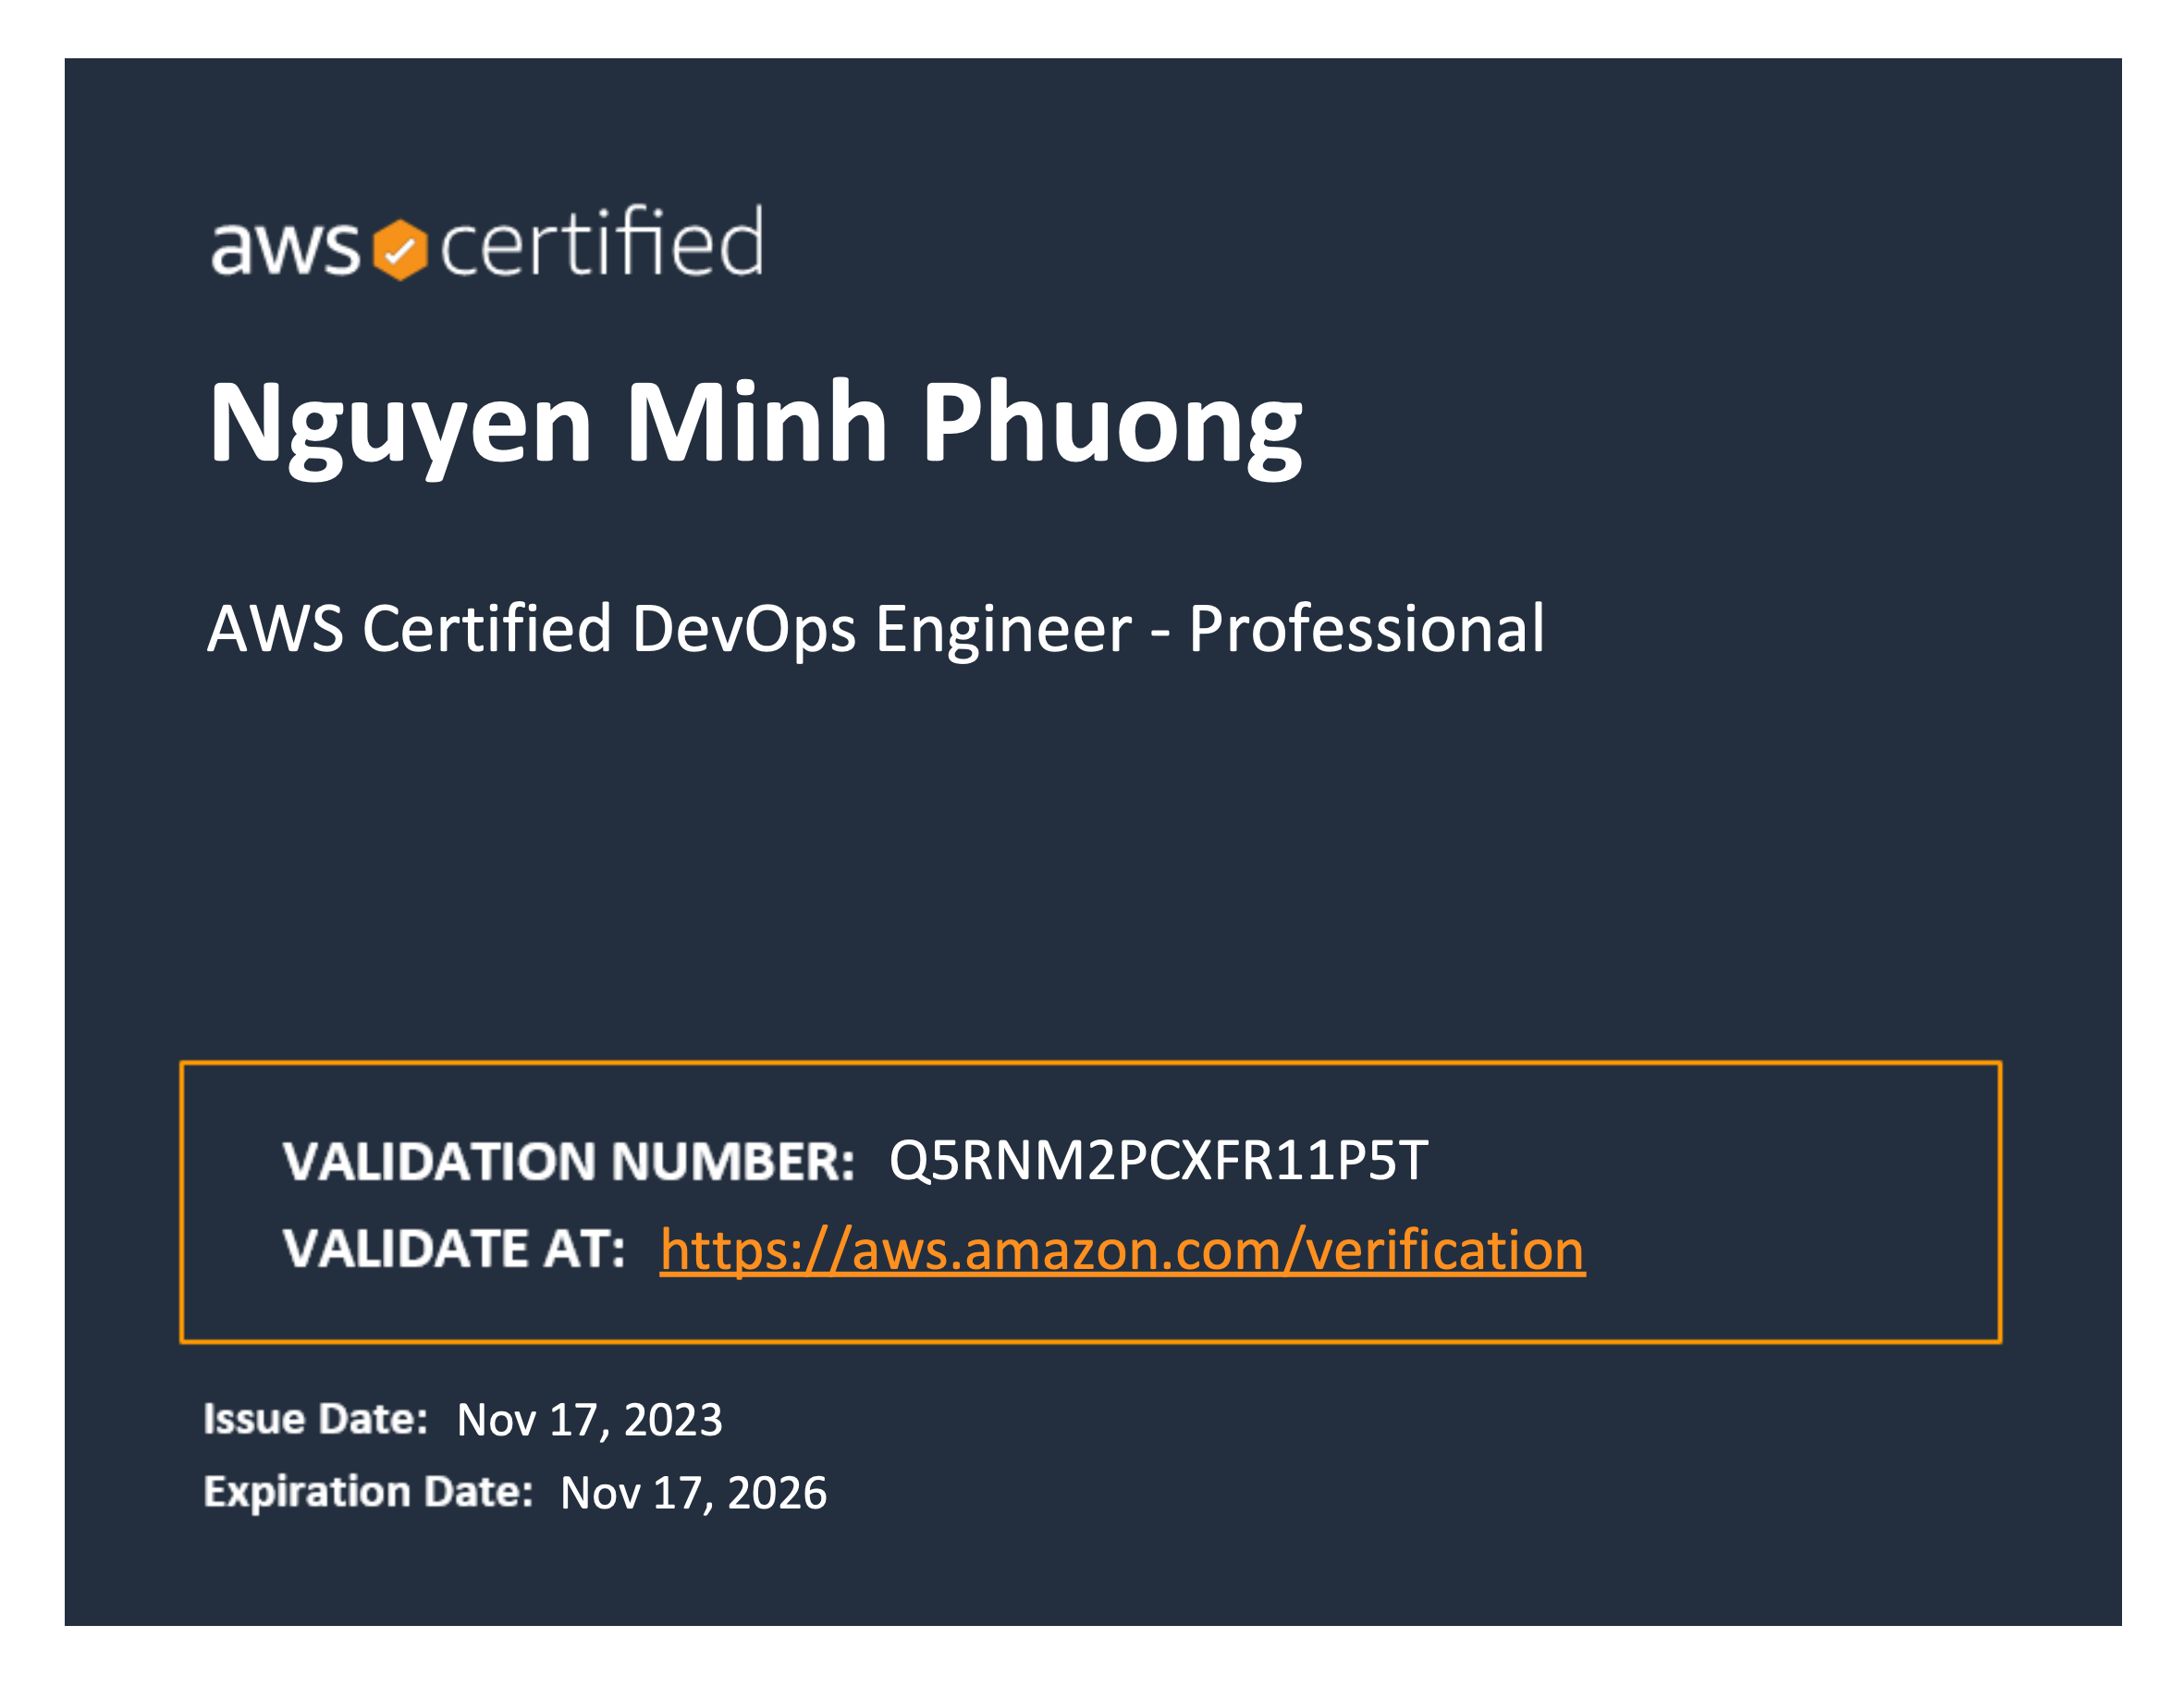 aws certified
Nguyen Minh Phuong
AWS Certified DevOps Engineer - Professional
VALIDATION NUMBER: Q5RNM2PCXFR11P5T
VALIDATE AT: https://aws.amazon.com/verification
Issue Date: Nov 17, 2023
Expiration Date: Nov 17, 2026